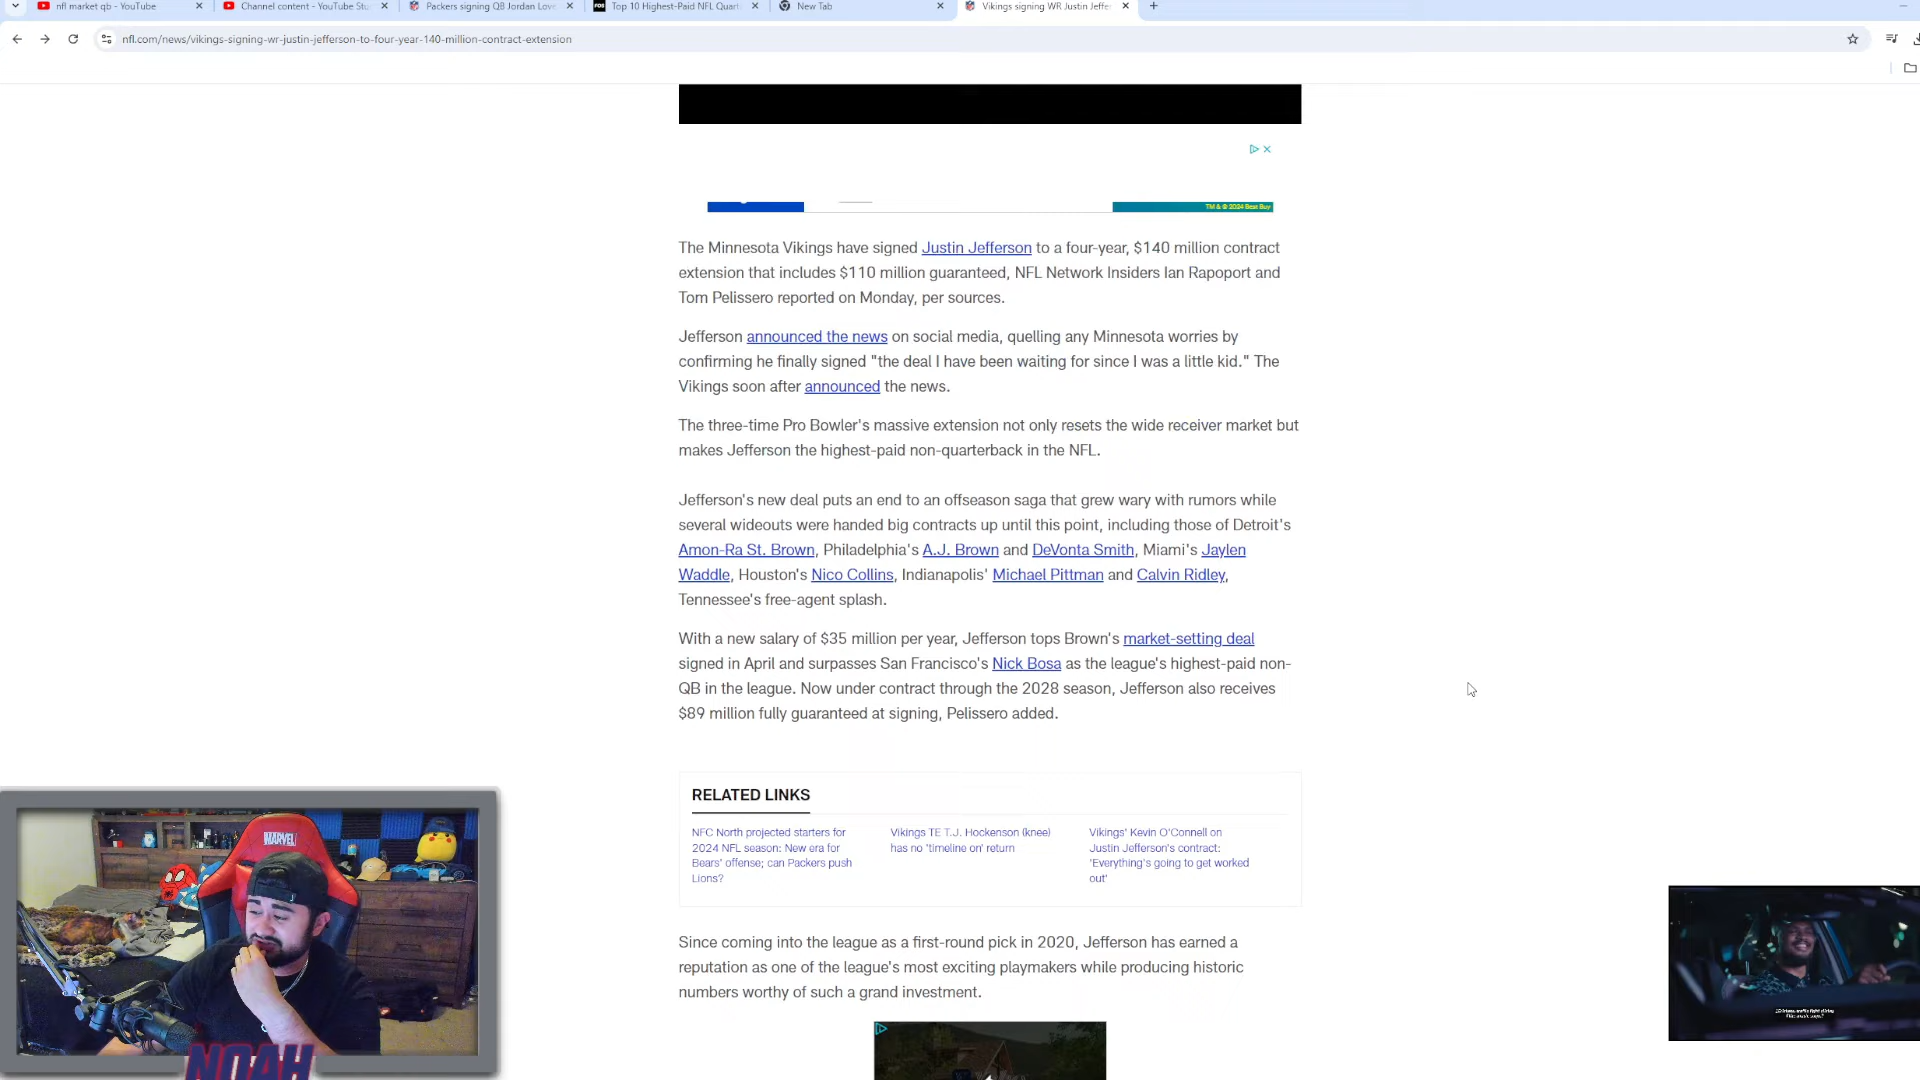 nfl market qb - YouTube
Channel content - YouTube Stu
Packers signing QB Jordan Love
Top 10 Highest-Paid NFL Quart
New Tab
Vikings signing WR Justin Jeffer
nfl.com/news/vikings-signing-wr-justin-jefferson-to-four-year-140-million-contract-extension
TM & © 2024 Best Buy
The Minnesota Vikings have signed Justin Jefferson to a four-year, $140 million contract
extension that includes $110 million guaranteed, NFL Network Insiders Ian Rapoport and
Tom Pelissero reported on Monday, per sources.
Jefferson announced the news on social media, quelling any Minnesota worries by
confirming he finally signed "the deal I have been waiting for since I was a little kid." The
Vikings soon after announced the news.
The three-time Pro Bowler's massive extension not only resets the wide receiver market but
makes Jefferson the highest-paid non-quarterback in the NFL.
Jefferson's new deal puts an end to an offseason saga that grew wary with rumors while
several wideouts were handed big contracts up until this point, including those of Detroit's
Amon-Ra St. Brown, Philadelphia's A.J. Brown and DeVonta Smith, Miami's Jaylen
Waddle, Houston's Nico Collins, Indianapolis' Michael Pittman and Calvin Ridley,
Tennessee's free-agent splash.
With a new salary of $35 million per year, Jefferson tops Brown's market-setting deal
signed in April and surpasses San Francisco's Nick Bosa as the league's highest-paid non-
QB in the league. Now under contract through the 2028 season, Jefferson also receives
$89 million fully guaranteed at signing, Pelissero added.
RELATED LINKS
NFC North projected starters for
2024 NFL season: New era for
Bears' offense; can Packers push
Lions?
Vikings TE T.J. Hockenson (knee)
has no 'timeline on' return
Vikings' Kevin O'Connell on
Justin Jefferson's contract:
'Everything's going to get worked
out'
Since coming into the league as a first-round pick in 2020, Jefferson has earned a
reputation as one of the league's most exciting playmakers while producing historic
numbers worthy of such a grand investment.
MARVEL
NOAH